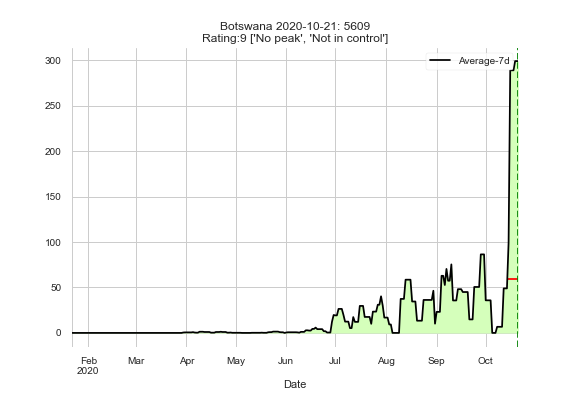 Botswana 2020-10-21: 5609
Rating:9 ['No peak', 'Not in control']
Average-7d
300
250
200
150
100
50
0
Feb Mar Apr May Jun Jul Aug Sep Oct
2020
Date